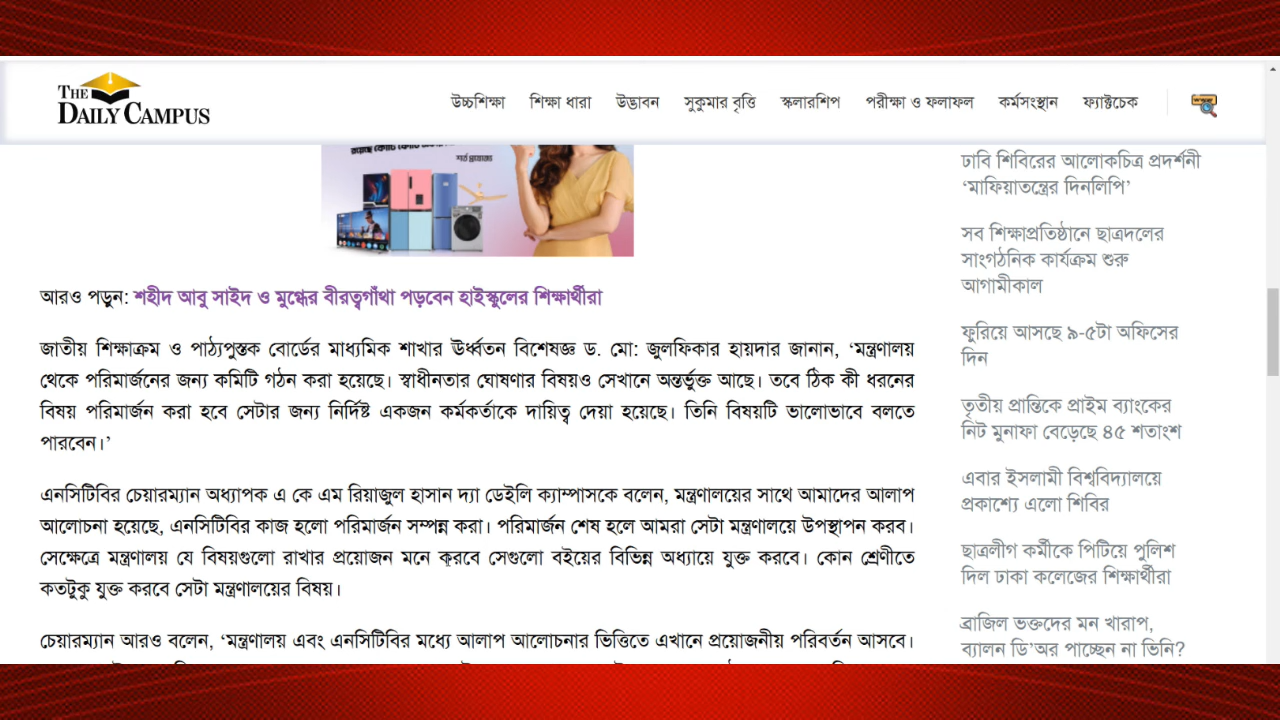 THE
DAILY CAMPUS
উচ্চশিক্ষা শিক্ষা ধারা উদ্ভাবন সুকুমার বৃত্তি স্কলারশিপ পরীক্ষা ও ফলাফল কর্মসংস্থান ফ্যাক্টচেক
শর্ত প্রযোজ্য
আরও পড়ুন: শহীদ আবু সাইদ ও মুগ্ধের বীরত্বগাঁথা পড়বেন হাইস্কুলের শিক্ষার্থীরা
জাতীয় শিক্ষাক্রম ও পাঠ্যপুস্তক বোর্ডের মাধ্যমিক শাখার উর্ধ্বতন বিশেষজ্ঞ ড. মো: জুলফিকার হায়দার জানান, ‘মন্ত্রণালয়
থেকে পরিমার্জনের জন্য কমিটি গঠন করা হয়েছে। স্বাধীনতার ঘোষণার বিষয়ও সেখানে অন্তর্ভুক্ত আছে। তবে ঠিক কী ধরনের
বিষয় পরিমার্জন করা হবে সেটার জন্য নির্দিষ্ট একজন কর্মকর্তাকে দায়িত্ব দেয়া হয়েছে। তিনি বিষয়টি ভালোভাবে বলতে
পারবেন।’
এনসিটিবির চেয়ারম্যান অধ্যাপক এ কে এম রিয়াজুল হাসান দ্যা ডেইলি ক্যাম্পাসকে বলেন, মন্ত্রণালয়ের সাথে আমাদের আলাপ
আলোচনা হয়েছে, এনসিটিবির কাজ হলো পরিমার্জন সম্পন্ন করা। পরিমার্জন শেষ হলে আমরা সেটা মন্ত্রণালয়ে উপস্থাপন করব।
সেক্ষেত্রে মন্ত্রণালয় যে বিষয়গুলো রাখার প্রয়োজন মনে করবে সেগুলো বইয়ের বিভিন্ন অধ্যায়ে যুক্ত করবে। কোন শ্রেণীতে
কতটুকু যুক্ত করবে সেটা মন্ত্রণালয়ের বিষয়।
চেয়ারম্যান আরও বলেন, ‘মন্ত্রণালয় এবং এনসিটিবির মধ্যে আলাপ আলোচনার ভিত্তিতে এখানে প্রয়োজনীয় পরিবর্তন আসবে।
ঢাবি শিবিরের আলোকচিত্র প্রদর্শনী
‘মাফিয়াতন্ত্রের দিনলিপি’
সব শিক্ষাপ্রতিষ্ঠানে ছাত্রদলের
সাংগঠনিক কার্যক্রম শুরু
আগামীকাল
ফুরিয়ে আসছে ৯-৫টা অফিসের
দিন
তৃতীয় প্রান্তিকে প্রাইম ব্যাংকের
নিট মুনাফা বেড়েছে ৪৫ শতাংশ
এবার ইসলামী বিশ্ববিদ্যালয়ে
প্রকাশ্যে এলো শিবির
ছাত্রলীগ কর্মীকে পিটিয়ে পুলিশ
দিল ঢাকা কলেজের শিক্ষার্থীরা
ব্রাজিল ভক্তদের মন খারাপ,
ব্যালন ডি’অর পাচ্ছেন না ভিনি?